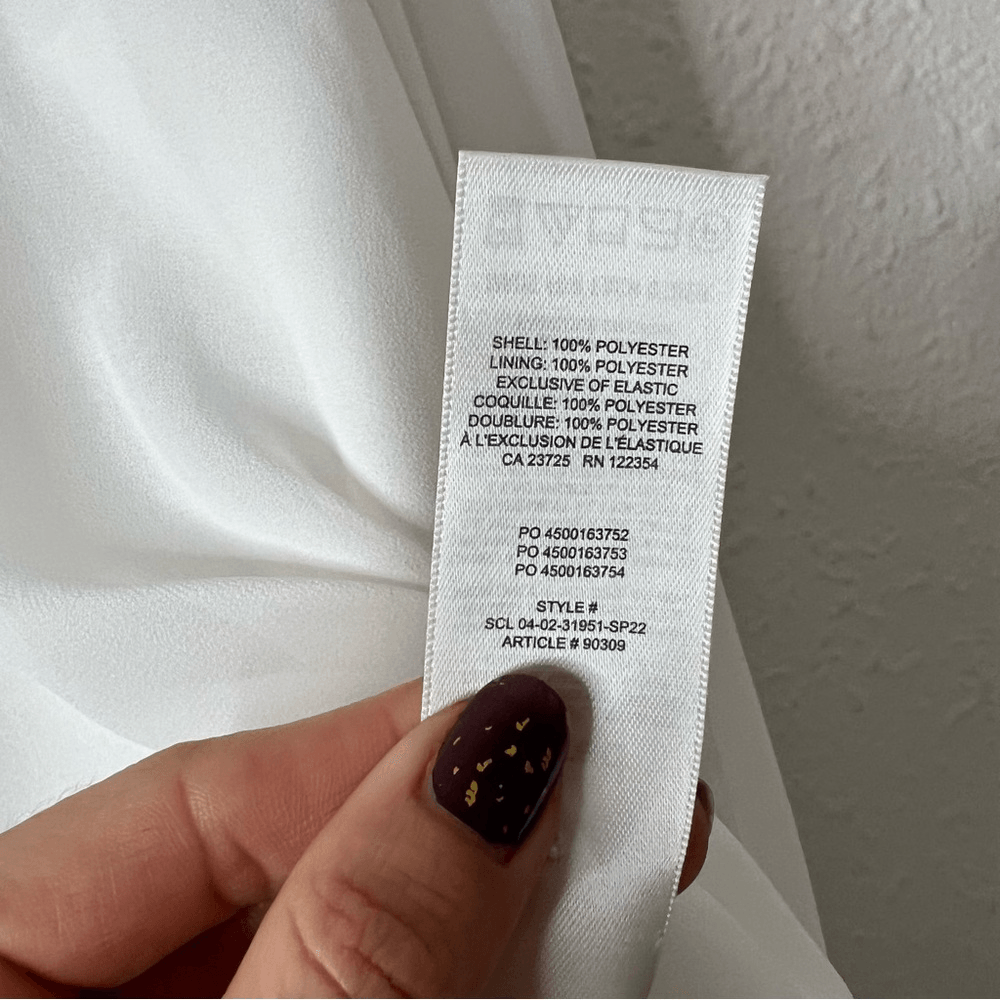 SHELL: 100% POLYESTER
LINING: 100% POLYESTER
EXCLUSIVE OF ELASTIC
COQUILLE: 100% POLYESTER
DOUBLURE: 100% POLYESTER
À L'EXCLUSION DE L'ÉLASTIQUE
CA 23725 RN 122354
PO 4500163752
PO 4500163753
PO 4500163754
STYLE #
SCL 04-02-31951-SP22
ARTICLE # 90309